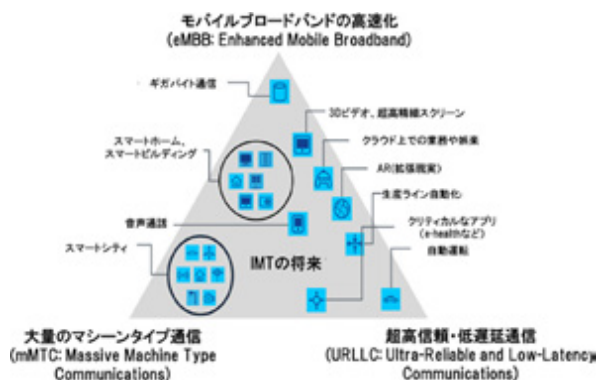 モバイルブロードバンドの高速化
(eMBB: Enhanced Mobile Broadband)
ギガバイト通信
3Dビデオ、超高精細スクリーン
スマートホーム、
スマートビルディング
クラウド上での業務や娯楽
AR(拡張現実)
生産ライン自動化
音声通話
クリティカルなアプリ
(e-healthなど)
スマートシティ
IMTの将来
自動運転
大量のマシーンタイプ通信
(mMTC: Massive Machine Type
Communications)
超高信頼・低遅延通信
(URLLC: Ultra-Reliable and Low-Latency
Communications)